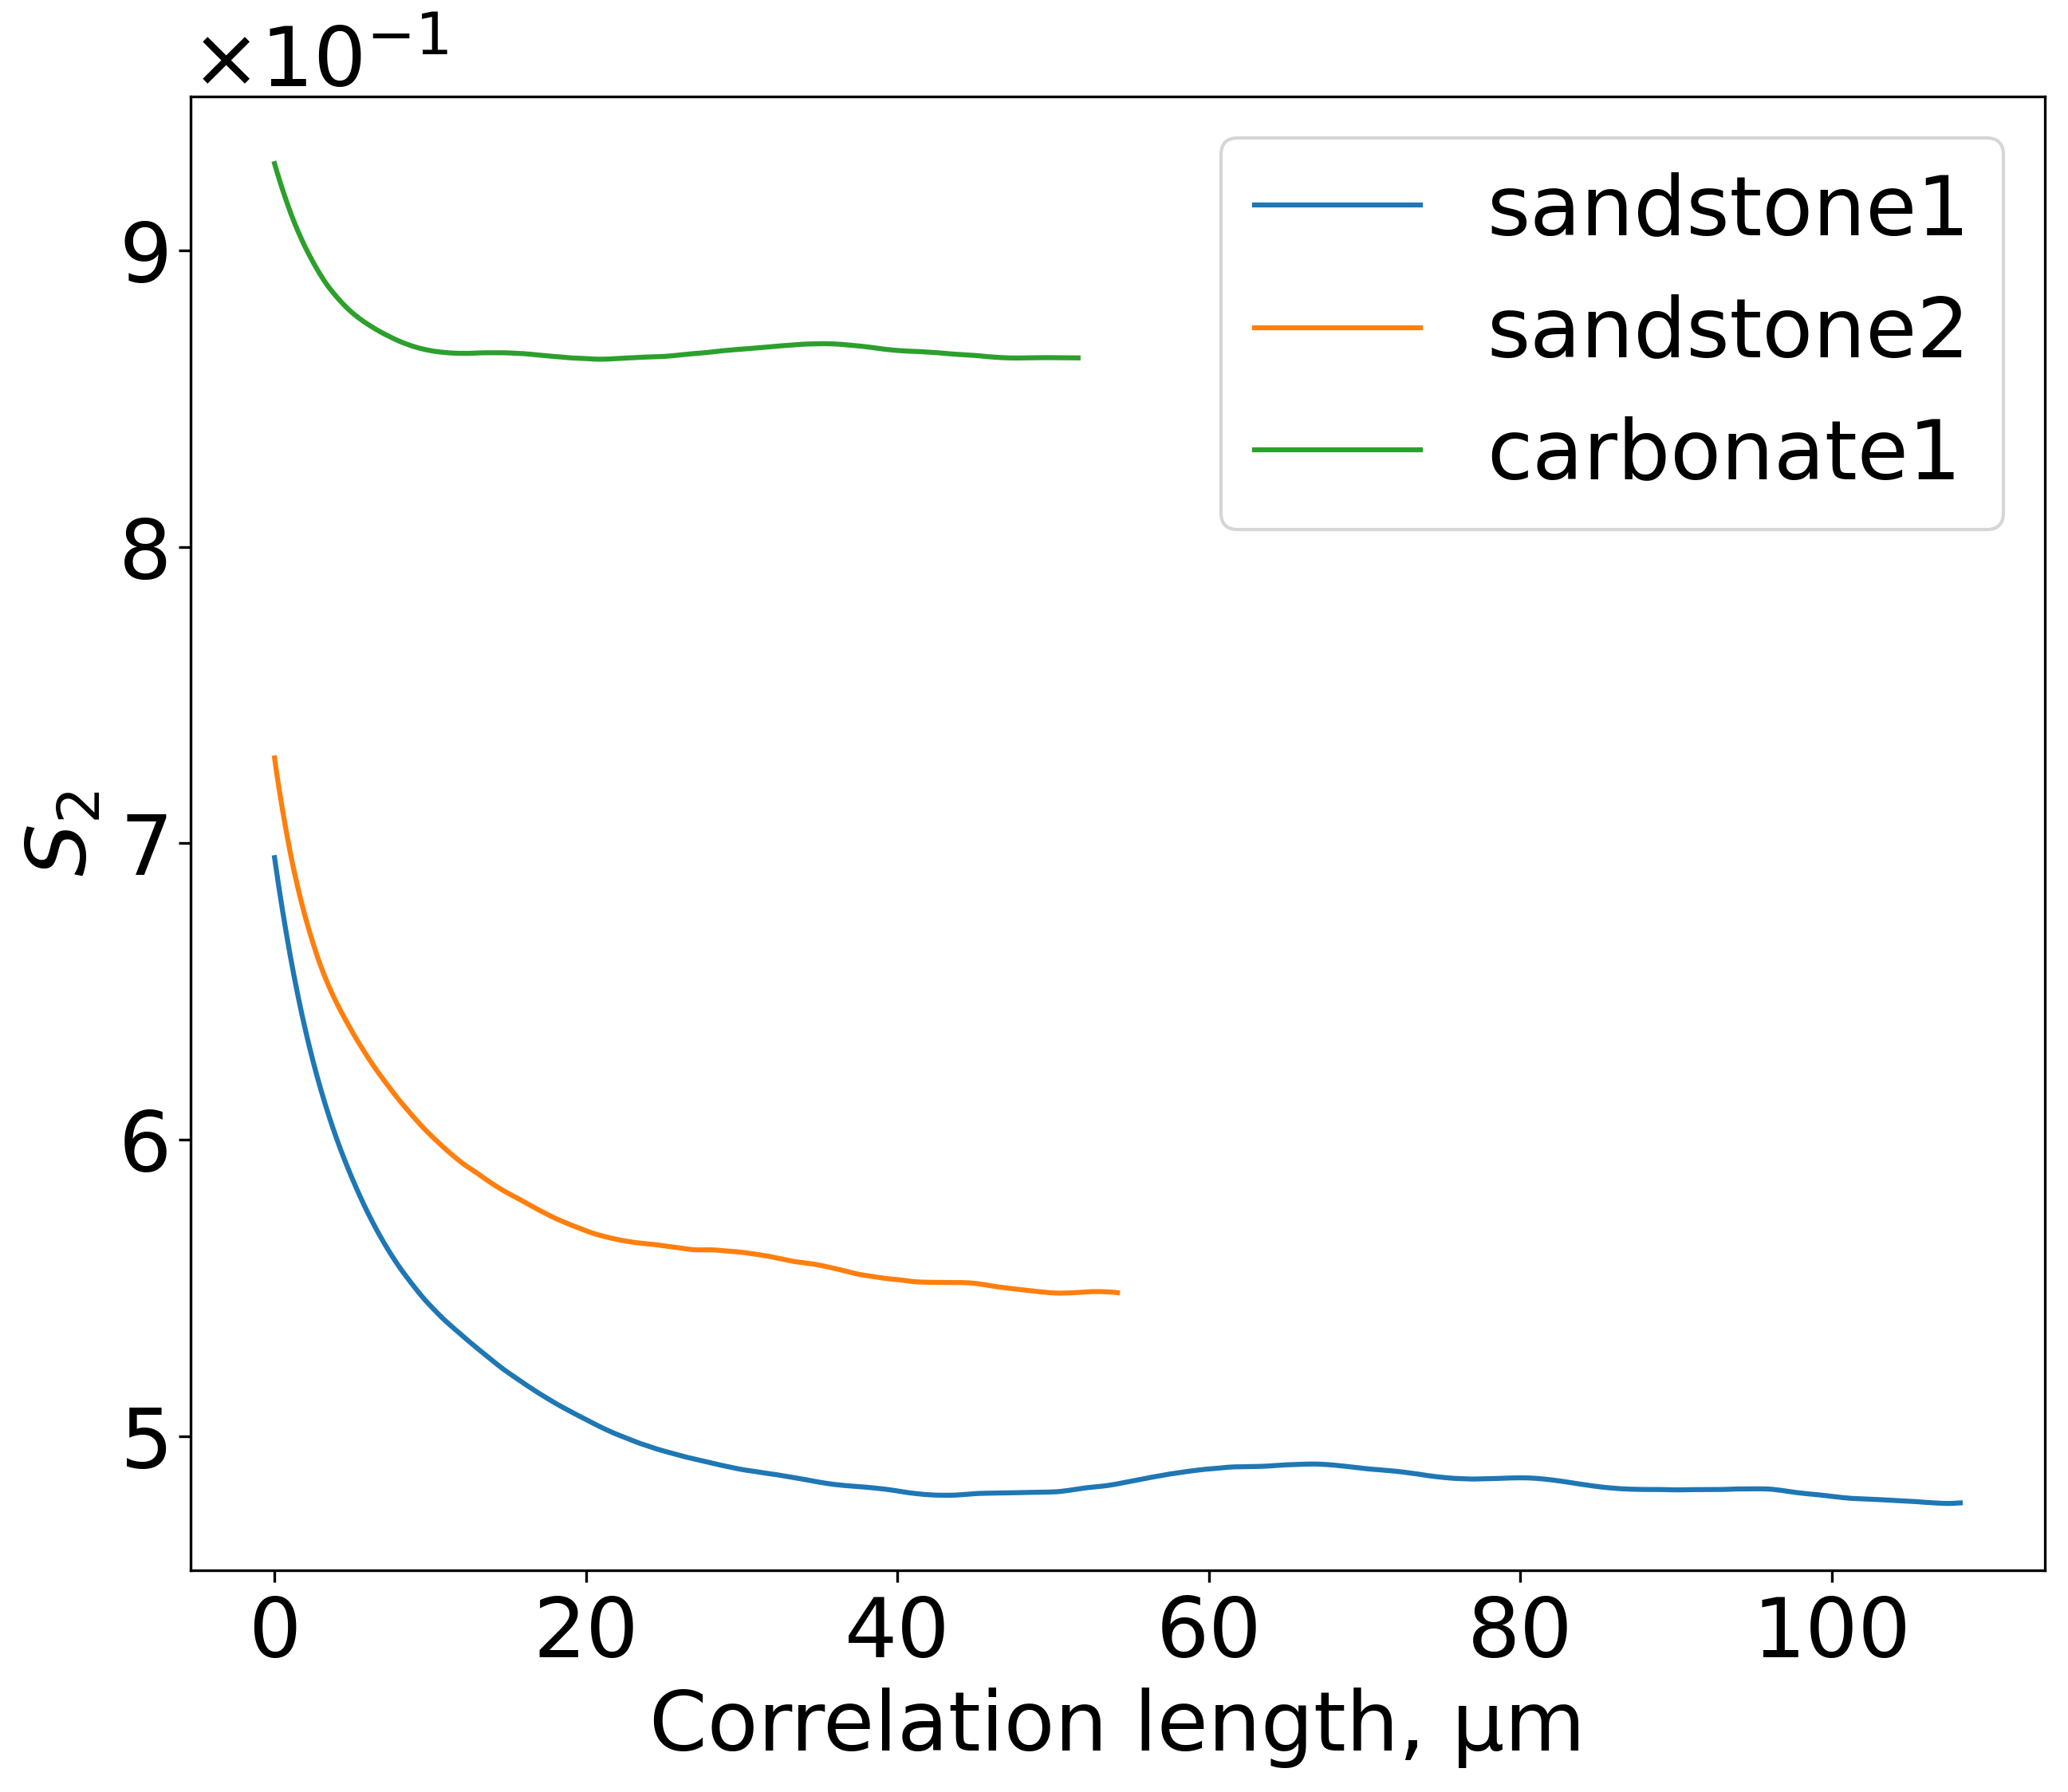 ×10⁻¹
9
8
7
6
5
S₂
0 20 40 60 80 100
Correlation length, µm
sandstone1
sandstone2
carbonate1